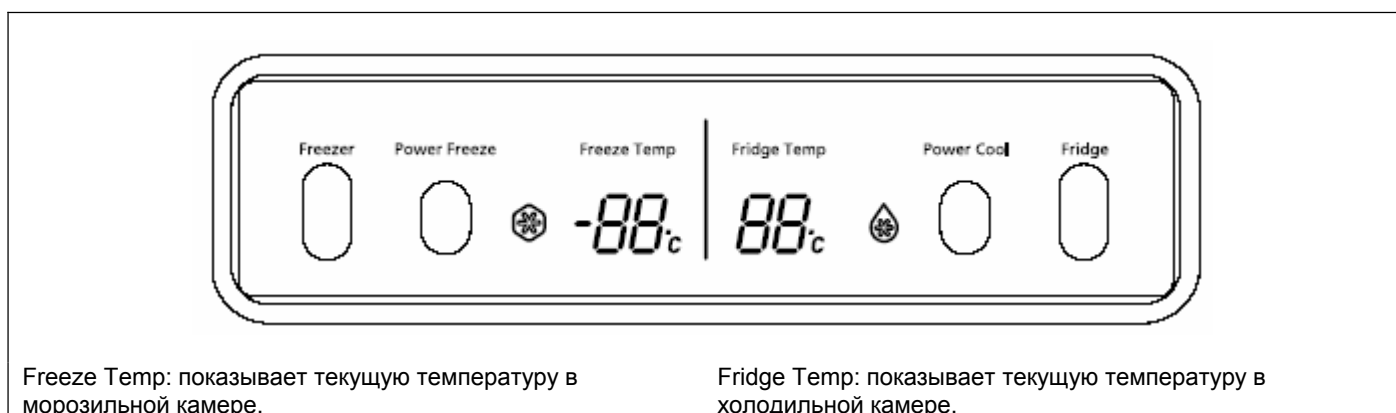 Freezer Power Freeze Freeze Temp Fridge Temp Power Cool Fridge
-88°C 88°C
Freeze Temp: показывает текущую температуру в
морозильной камере.
Fridge Temp: показывает текущую температуру в
холодильной камере.